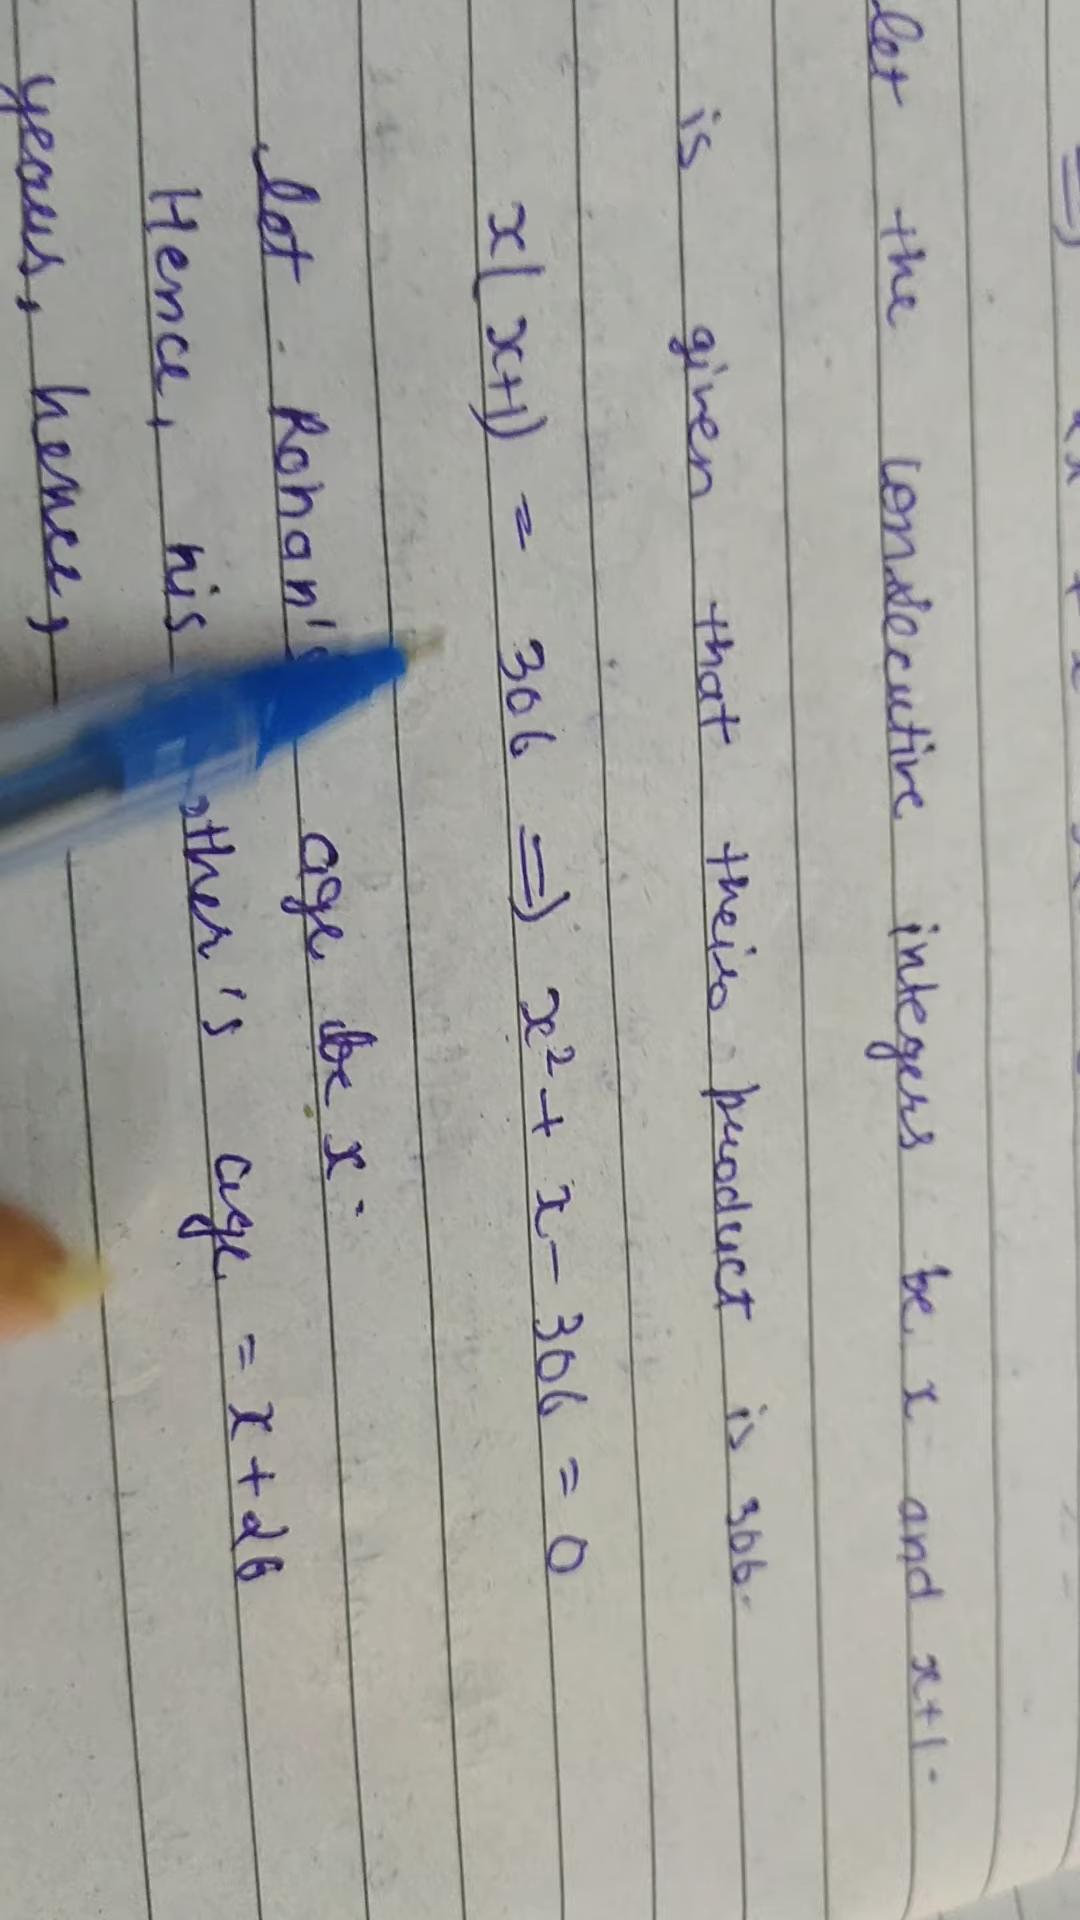 let the consecutive integers be x and x+1.
is given that their product is 306.
x(x+1) = 306 ⇒ x² + x - 306 = 0
let Rohan's age be x.
Hence, his age = x + 26
years, hence,